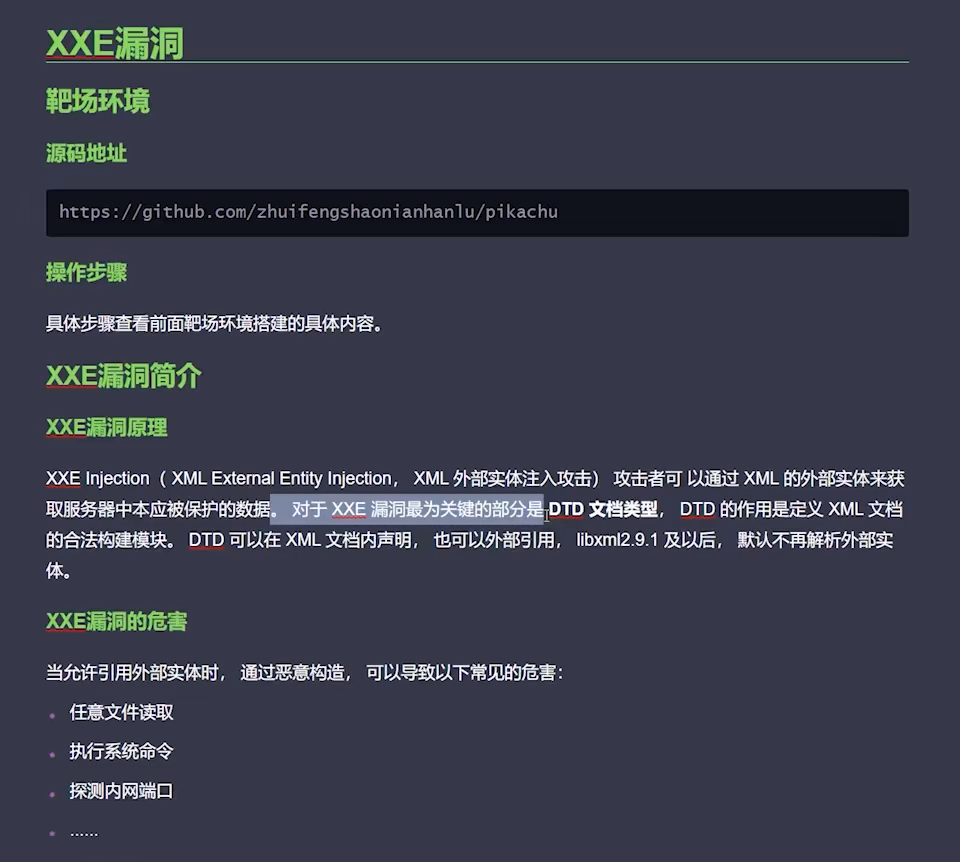 XXE漏洞
靶场环境
源码地址
https://github.com/zhuifengshaonianhanlu/pikachu
操作步骤
具体步骤查看前面靶场环境搭建的具体内容。
XXE漏洞简介
XXE漏洞原理
XXE Injection（ XML External Entity Injection， XML 外部实体注入攻击） 攻击者可 以通过 XML 的外部实体来获
取服务器中本应被保护的数据。 对于 XXE 漏洞最为关键的部分是 DTD 文档类型， DTD 的作用是定义 XML 文档
的合法构建模块。 DTD 可以在 XML 文档内声明， 也可以外部引用， libxml2.9.1 及以后， 默认不再解析外部实
体。
XXE漏洞的危害
当允许引用外部实体时， 通过恶意构造， 可以导致以下常见的危害：
• 任意文件读取
• 执行系统命令
• 探测内网端口
• ......